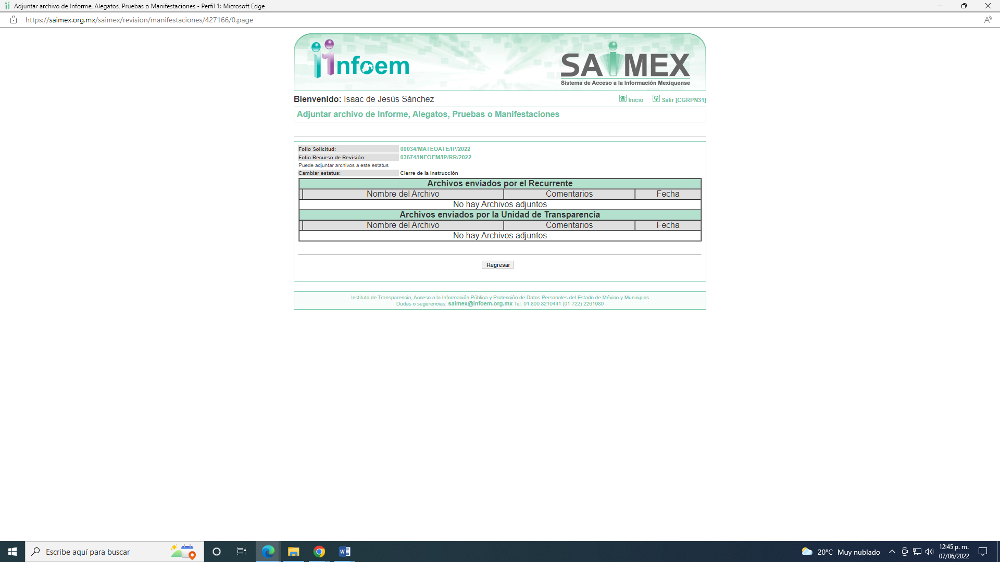 Adjuntar archivo de Informe, Alegatos, Pruebas o Manifestaciones - Perfil 1: Microsoft Edge
https://saimex.org.mx/saimex/revision/manifestaciones/427166/0.page
infoem
SAIMEX
Sistema de Acceso a la Información Mexiquense
Bienvenido: Isaac de Jesús Sánchez
Inicio
Salir [CGRPN31]
Adjuntar archivo de Informe, Alegatos, Pruebas o Manifestaciones
Folio Solicitud: 00034/MATEOATE/IP/2022
Folio Recurso de Revisión: 03574/INFOEM/IP/RR/2022
Puede adjuntar archivos a este estatus
Cambiar estatus: Cierre de la instrucción
Archivos enviados por el Recurrente
Nombre del Archivo Comentarios Fecha
No hay Archivos adjuntos
Archivos enviados por la Unidad de Transparencia
Nombre del Archivo Comentarios Fecha
No hay Archivos adjuntos
Regresar
Instituto de Transparencia, Acceso a la Información Pública y Protección de Datos Personales del Estado de México y Municipios
Dudas o sugerencias: saimex@infoem.org.mx Tel. 01 800 8210441 (01 722) 2261980
Escribe aquí para buscar
20°C Muy nublado
12:45 p. m.
07/06/2022